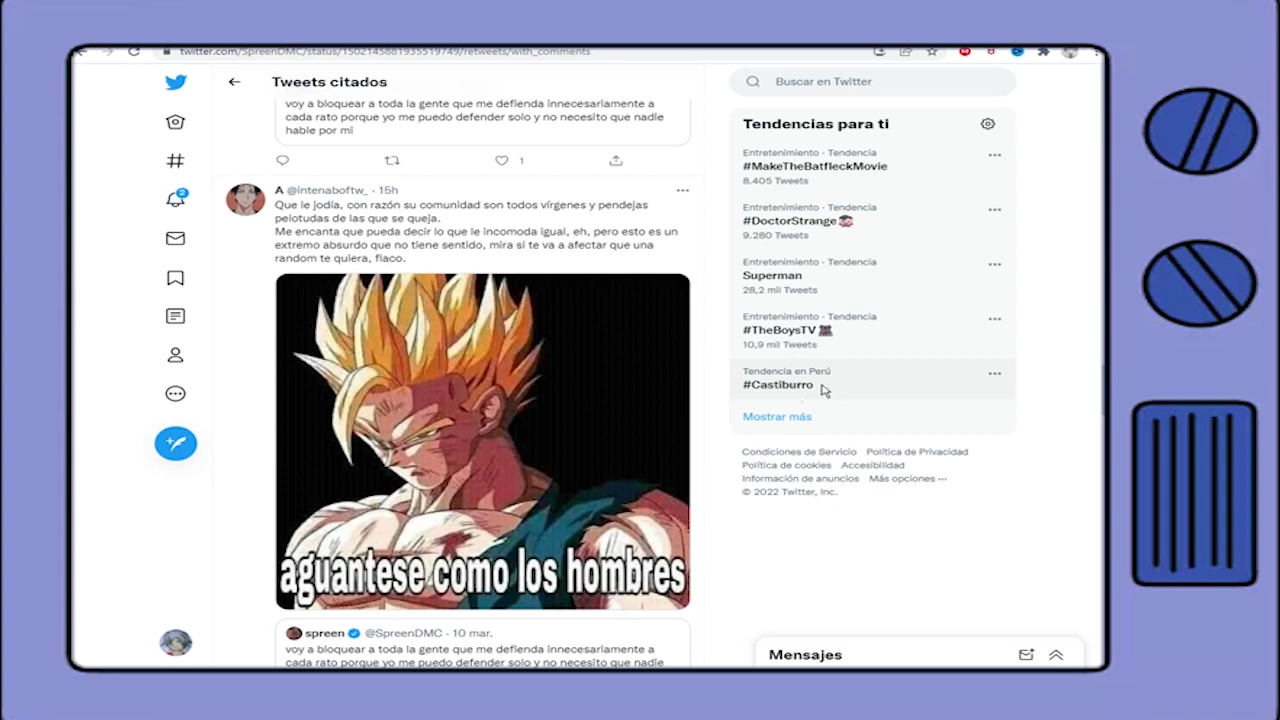 twitter.com/SpreenDMC/status/1502145881935519749/retweets/with_comments
Tweets citados
voy a bloquear a toda la gente que me defienda innecesariamente a
cada rato porque yo me puedo defender solo y no necesito que nadie
hable por mí
1
A @intenaboftw_ · 15h
Que le jodía, con razón su comunidad son todos vírgenes y pendejas
pelotudas de las que se queja.
Me encanta que pueda decir lo que le incomoda igual, eh, pero esto es un
extremo absurdo que no tiene sentido, mira si te va a afectar que una
random te quiera, flaco.
aguantese como los hombres
spreen @SpreenDMC · 10 mar.
voy a bloquear a toda la gente que me defienda innecesariamente a
cada rato porque yo me puedo defender solo y no necesito que nadie
2
Buscar en Twitter
Tendencias para ti
Entretenimiento · Tendencia
#MakeTheBatfleckMovie
8.405 Tweets
Entretenimiento · Tendencia
#DoctorStrange
9.280 Tweets
Entretenimiento · Tendencia
Superman
28,2 mil Tweets
Entretenimiento · Tendencia
#TheBoysTV
10,9 mil Tweets
Tendencia en Perú
#Castiburro
Mostrar más
Condiciones de Servicio Política de Privacidad
Política de cookies Accesibilidad
Información de anuncios Más opciones ···
© 2022 Twitter, Inc.
Mensajes